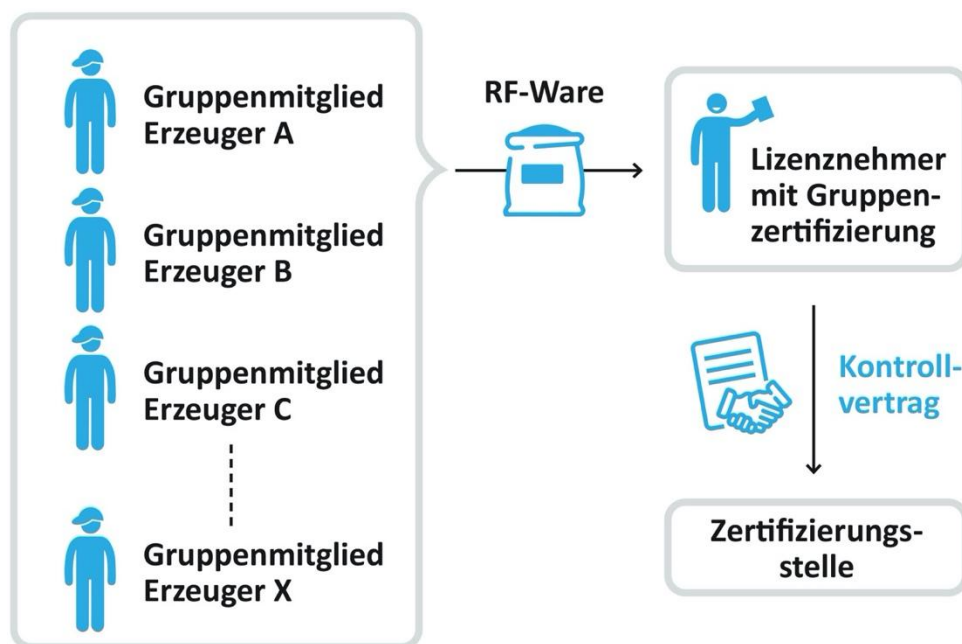 Gruppenmitglied
Erzeuger A
Gruppenmitglied
Erzeuger B
Gruppenmitglied
Erzeuger C
Gruppenmitglied
Erzeuger X
RF-Ware
Lizenznehmer
mit Gruppen-
zertifizierung
Kontroll-
vertrag
Zertifizierungs-
stelle